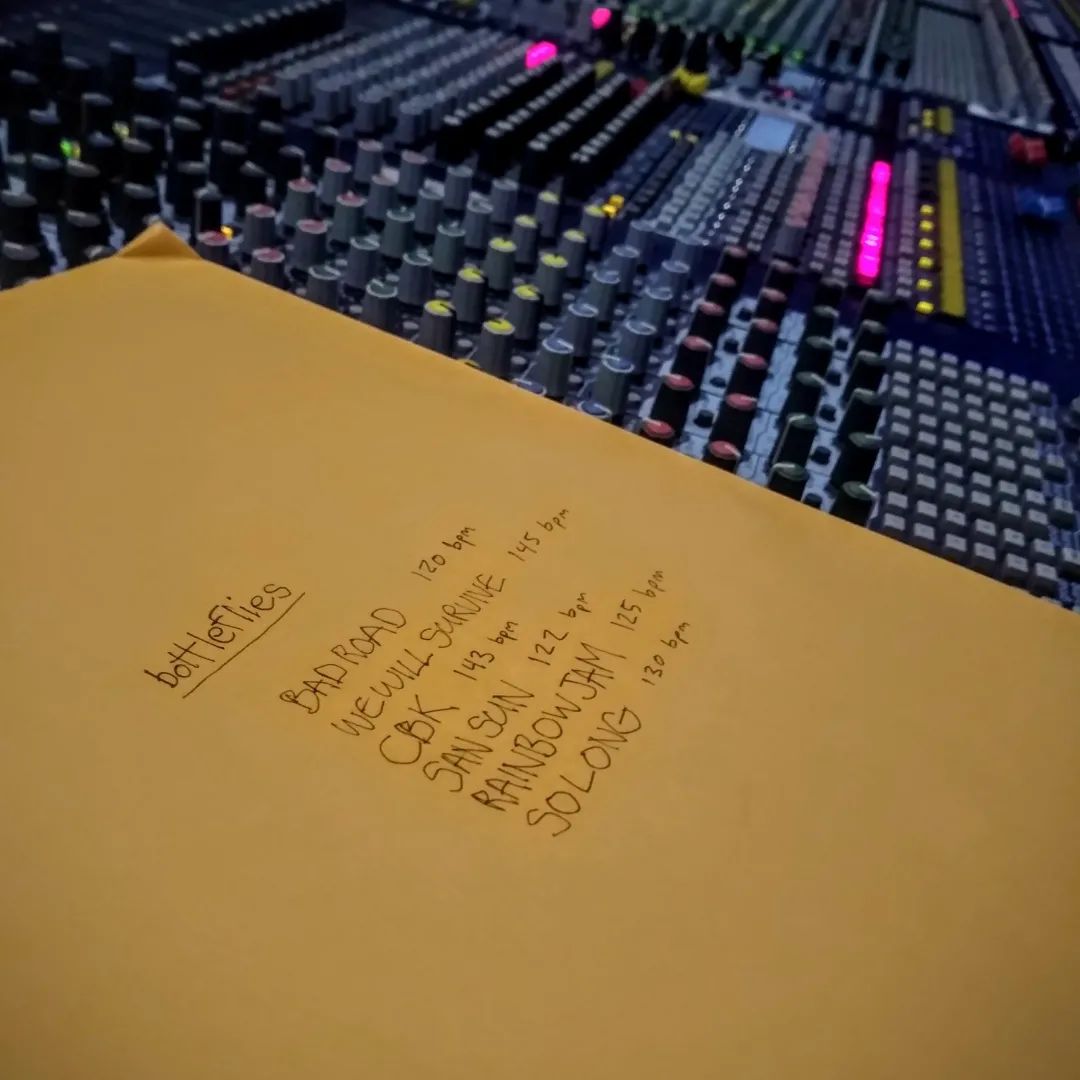 bottleflies
BAD ROAD 120 bpm
WE WILL SURVIVE 145 bpm
CBK 143 bpm
SAN SUN 122 bpm
RAINBOW JAM 125 bpm
SO LONG 130 bpm